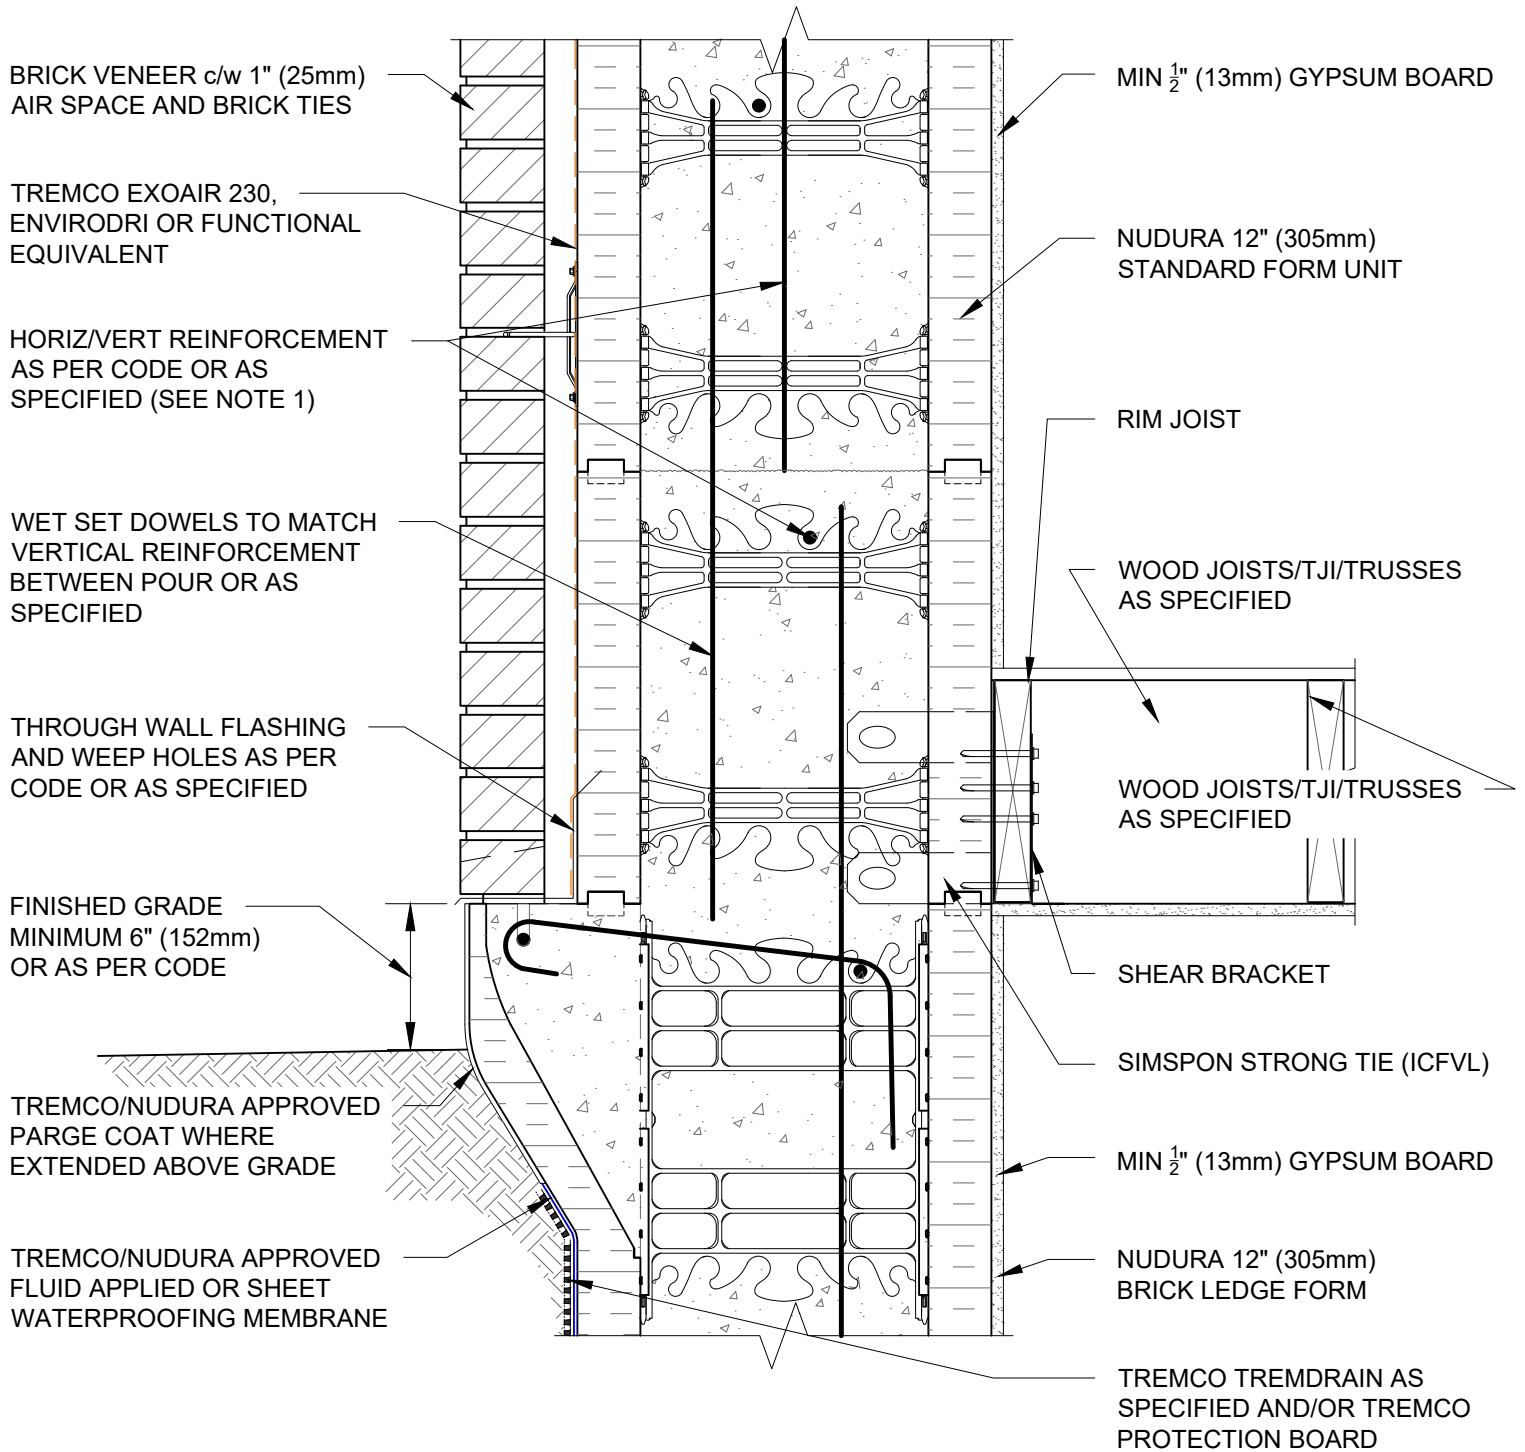 BRICK VENEER c/w 1" (25mm)
AIR SPACE AND BRICK TIES
TREMCO EXOAIR 230,
ENVIRODRI OR FUNCTIONAL
EQUIVALENT
HORIZ/VERT REINFORCEMENT
AS PER CODE OR AS
SPECIFIED (SEE NOTE 1)
WET SET DOWELS TO MATCH
VERTICAL REINFORCEMENT
BETWEEN POUR OR AS
SPECIFIED
THROUGH WALL FLASHING
AND WEEP HOLES AS PER
CODE OR AS SPECIFIED
FINISHED GRADE
MINIMUM 6" (152mm)
OR AS PER CODE
TREMCO/NUDURA APPROVED
PARGE COAT WHERE
EXTENDED ABOVE GRADE
TREMCO/NUDURA APPROVED
FLUID APPLIED OR SHEET
WATERPROOFING MEMBRANE
MIN 1/2" (13mm) GYPSUM BOARD
NUDURA 12" (305mm)
STANDARD FORM UNIT
RIM JOIST
WOOD JOISTS/TJI/TRUSSES
AS SPECIFIED
WOOD JOISTS/TJI/TRUSSES
AS SPECIFIED
SHEAR BRACKET
SIMSPON STRONG TIE (ICFVL)
MIN 1/2" (13mm) GYPSUM BOARD
NUDURA 12" (305mm)
BRICK LEDGE FORM
TREMCO TREMDRAIN AS
SPECIFIED AND/OR TREMCO
PROTECTION BOARD